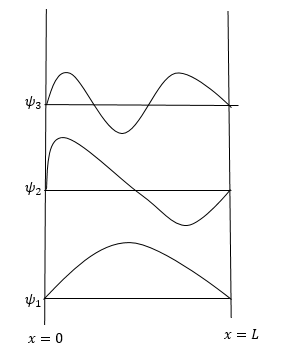 ψ₃
ψ₂
ψ₁
x = 0
x = L